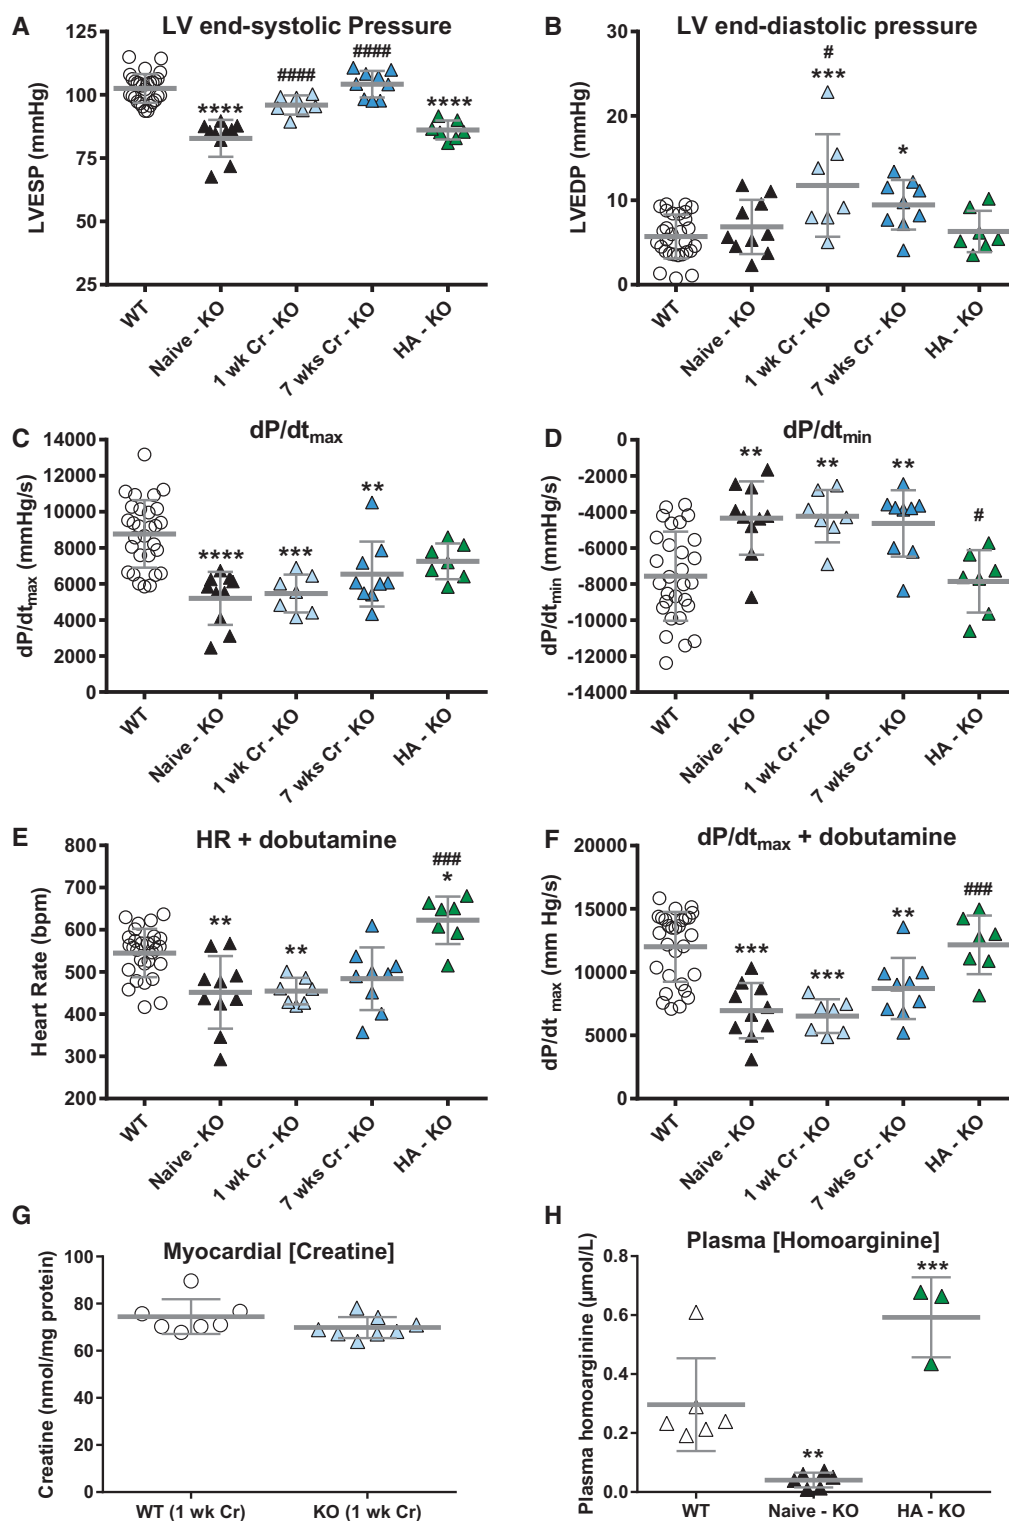 A
LV end-systolic Pressure
LVESP (mmHg)
125
100
75
50
25
****
####
####
****
WT
Naive - KO
1 wk Cr - KO
7 wks Cr - KO
HA - KO
B
LV end-diastolic pressure
LVEDP (mmHg)
30
20
10
0
#
***
*
WT
Naive - KO
1 wk Cr - KO
7 wks Cr - KO
HA - KO
C
dP/dtmax
dP/dtmax (mmHg/s)
14000
12000
10000
8000
6000
4000
2000
0
****
***
**
WT
Naive - KO
1 wk Cr - KO
7 wks Cr - KO
HA - KO
D
dP/dtmin
dP/dtmin (mmHg/s)
0
-2000
-4000
-6000
-8000
-10000
-12000
-14000
**
**
**
#
WT
Naive - KO
1 wk Cr - KO
7 wks Cr - KO
HA - KO
E
HR + dobutamine
Heart Rate (bpm)
800
700
600
500
400
300
200
**
**
###
*
WT
Naive - KO
1 wk Cr - KO
7 wks Cr - KO
HA - KO
F
dP/dtmax + dobutamine
dP/dt max (mm Hg/s)
20000
15000
10000
5000
0
***
***
**
###
WT
Naive - KO
1 wk Cr - KO
7 wks Cr - KO
HA - KO
G
Myocardial [Creatine]
Creatine (nmol/mg protein)
100
80
60
40
20
0
WT (1 wk Cr)
KO (1 wk Cr)
H
Plasma [Homoarginine]
Plasma homoarginine (µmol/L)
0.8
0.6
0.4
0.2
0.0
**
***
WT
Naive - KO
HA - KO